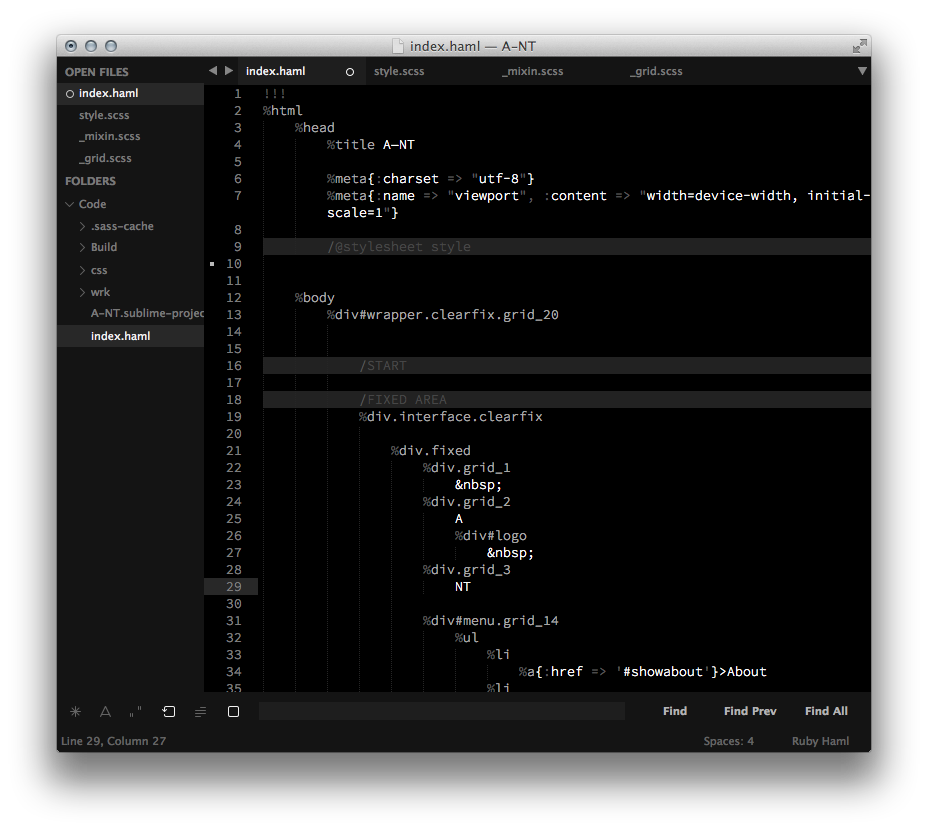 index.haml — A-NT
OPEN FILES
index.haml
style.scss
_mixin.scss
_grid.scss
FOLDERS
Code
.sass-cache
Build
css
wrk
A-NT.sublime-projec
index.haml
index.haml style.scss _mixin.scss _grid.scss
1 !!!
2 %html
3 %head
4 %title A-NT
5
6 %meta{:charset => "utf-8"}
7 %meta{:name => "viewport", :content => "width=device-width, initial-
scale=1"}
8
9 /@stylesheet style
10
11
12 %body
13 %div#wrapper.clearfix.grid_20
14
15
16 /START
17
18 /FIXED AREA
19 %div.interface.clearfix
20
21 %div.fixed
22 %div.grid_1
23 &nbsp;
24 %div.grid_2
25 A
26 %div#logo
27 &nbsp;
28 %div.grid_3
29 NT
30
31 %div#menu.grid_14
32 %ul
33 %li
34 %a{:href => '#showabout'}>About
35 %li
Find Find Prev Find All
Line 29, Column 27 Spaces: 4 Ruby Haml